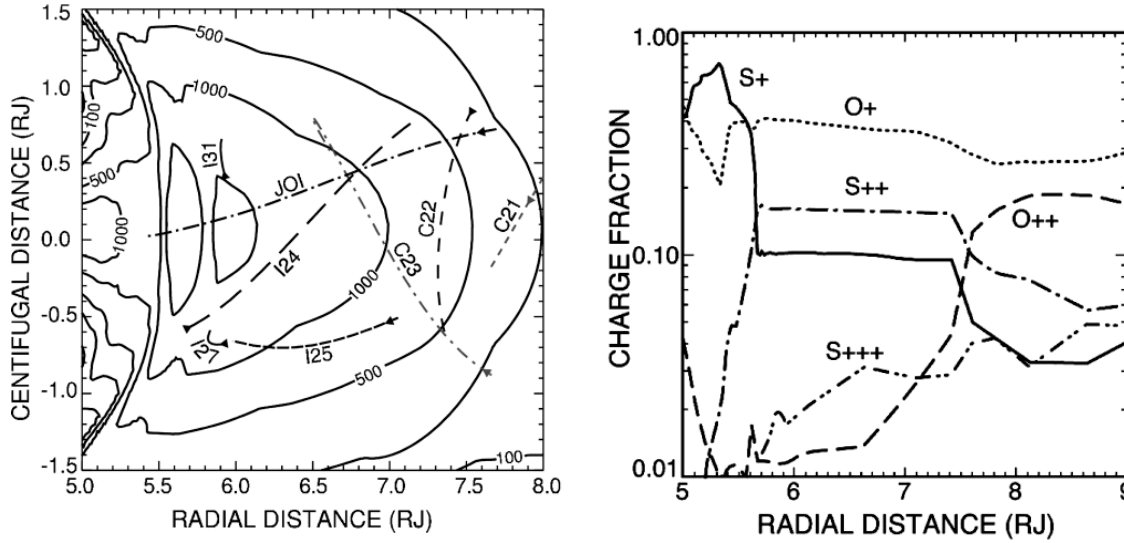 1.5
1.0
0.5
0.0
-0.5
-1.0
-1.5
CENTIFUGAL DISTANCE (RJ)
100
500
1000
500
500
1000
I31
JOI
I24
C23
C22
C21
I27
I25
1000
500
100
5.0 5.5 6.0 6.5 7.0 7.5 8.0
RADIAL DISTANCE (RJ)
1.00
0.10
0.01
CHARGE FRACTION
S+
O+
S++
O++
S+++
5 6 7 8 9
RADIAL DISTANCE (RJ)